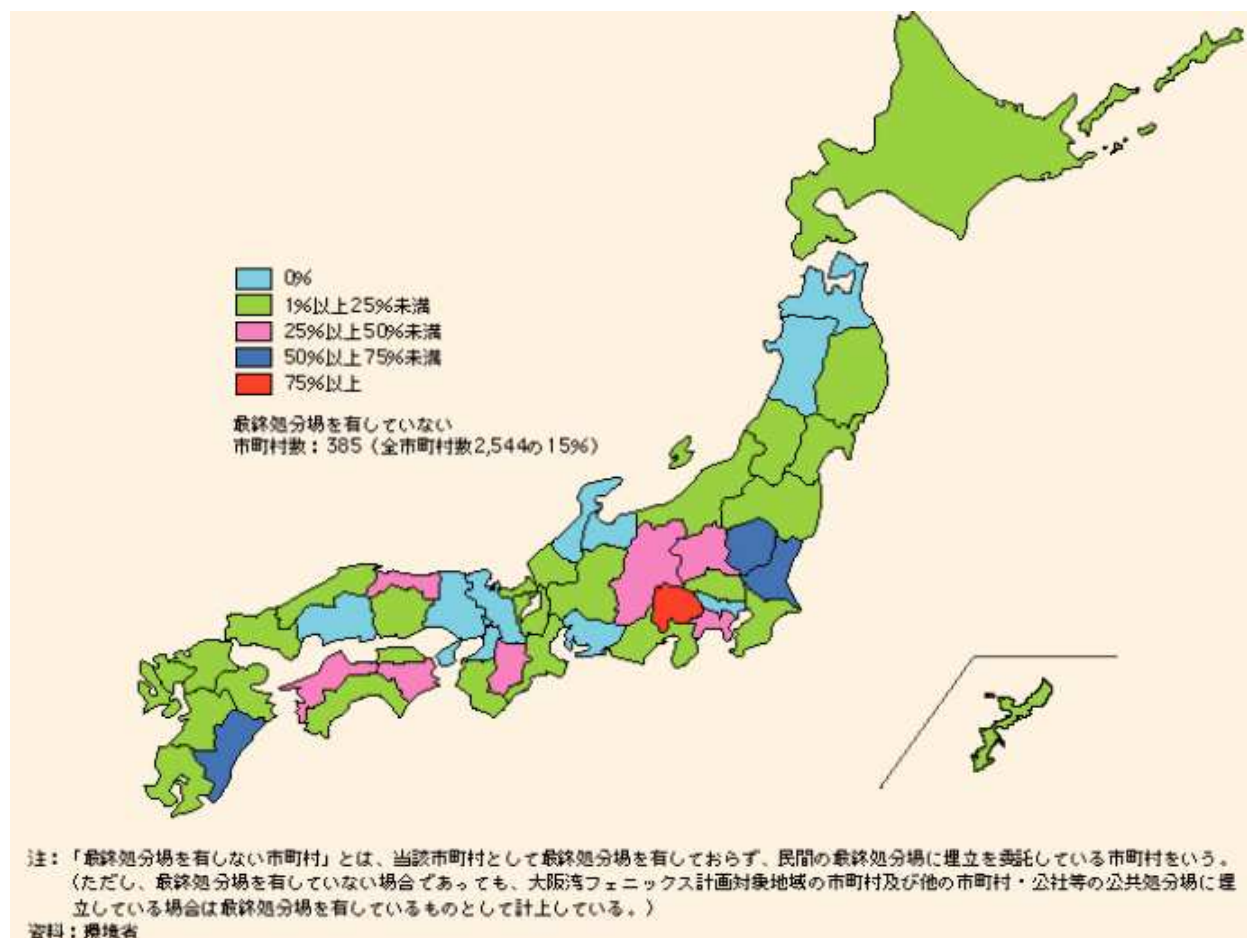 0%
1%以上25%未満
25%以上50%未満
50%以上75%未満
75%以上
最終処分場を有していない
市町村数：385（全市町村数2,544の15%）
注：「最終処分場を有しない市町村」とは、当該市町村として最終処分場を有しておらず、民間の最終処分場に埋立を委託している市町村をいう。
（ただし、最終処分場を有していない場合であっても、大阪湾フェニックス計画対象地域の市町村及び他の市町村・公社等の公共処分場に埋
立している場合は最終処分場を有しているものとして計上している。）
資料：環境省